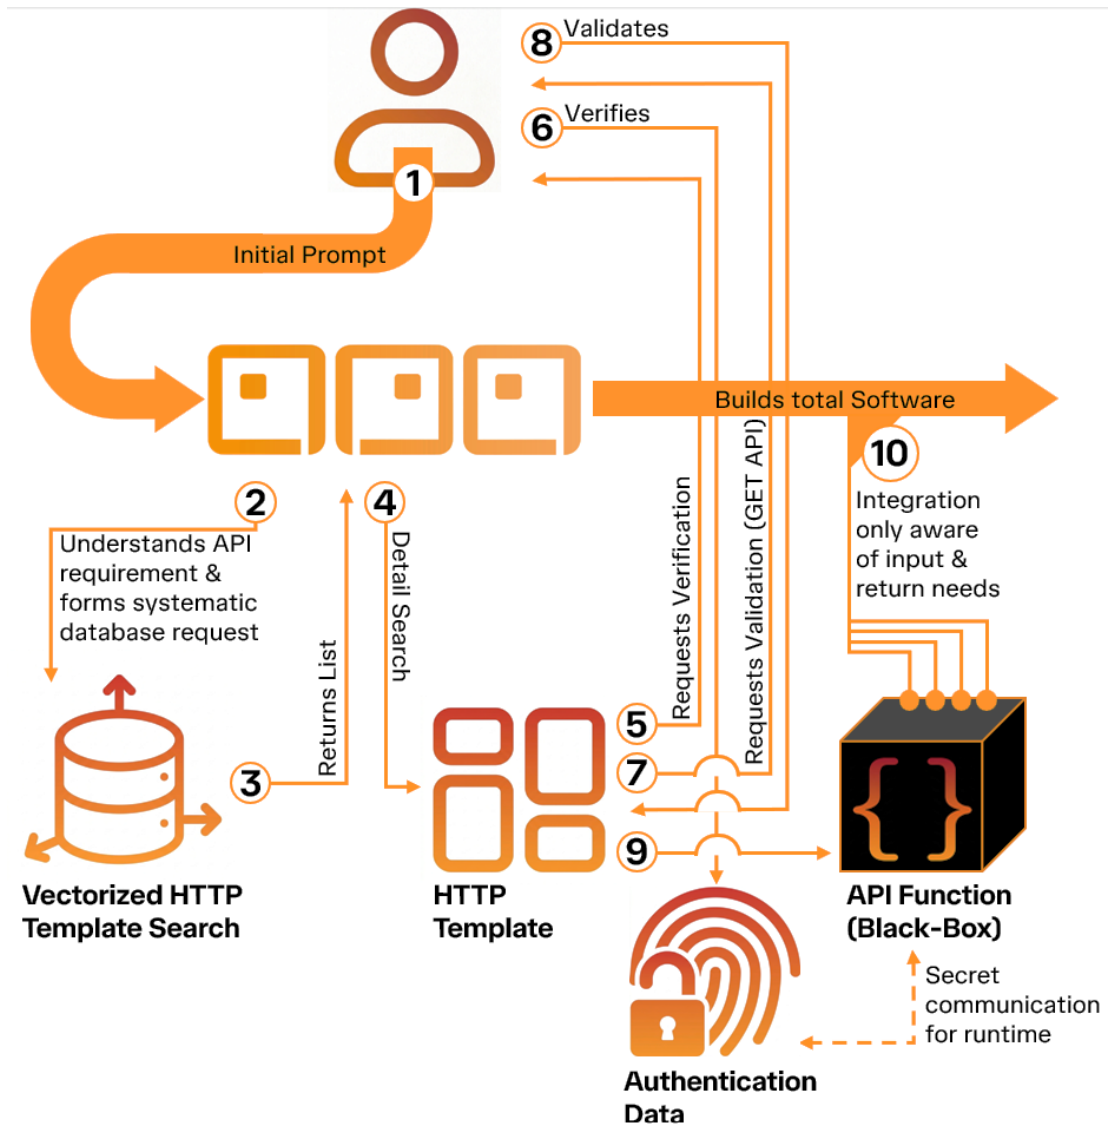 8
Validates
6
Verifies
1
Initial Prompt
Builds total Software
10
Integration
only aware
of input &
return needs
2
Understands API
requirement &
forms systematic
database request
3
Returns List
4
Detail Search
5
Requests Verification
7
Requests Validation (GET API)
9
{ }
Vectorized HTTP
Template Search
HTTP
Template
API Function
(Black-Box)
Secret
communication
for runtime
Authentication
Data